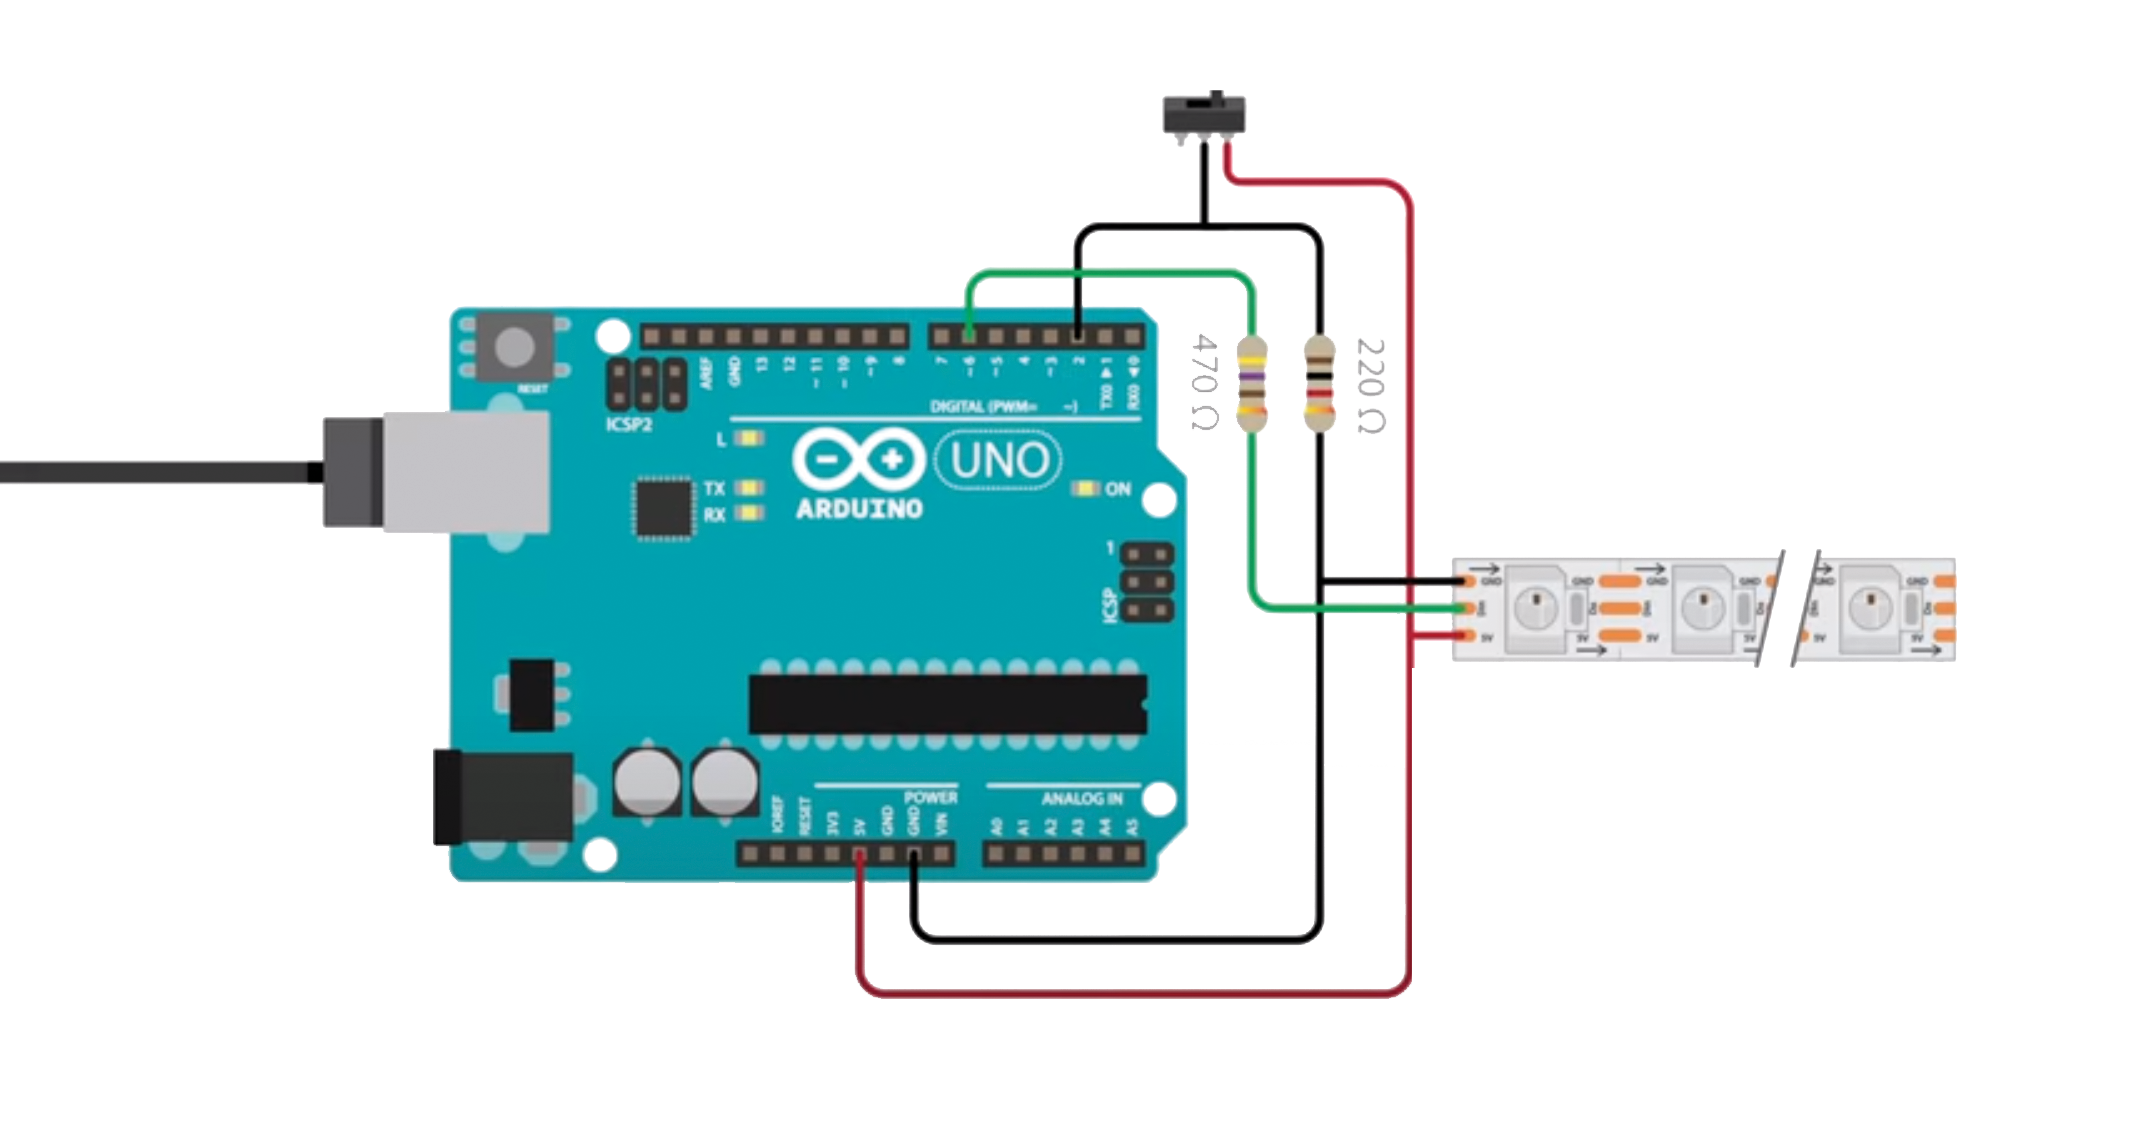 RESET
AREF
GND
13
12
~11
~10
~9
8
7
~6
~5
4
~3
2
TX0▶1
RX0◀0
DIGITAL (PWM= ~)
ICSP2
L
TX
RX
ARDUINO
UNO
ON
1
ICSP
470 Ω
220 Ω
GND
Din
5V
GND
Do
5V
GND
Din
5V
GND
Do
5V
GND
Din
5V
GND
Do
5V
POWER
ANALOG IN
IOREF
RESET
3V3
5V
GND
GND
VIN
A0
A1
A2
A3
A4
A5